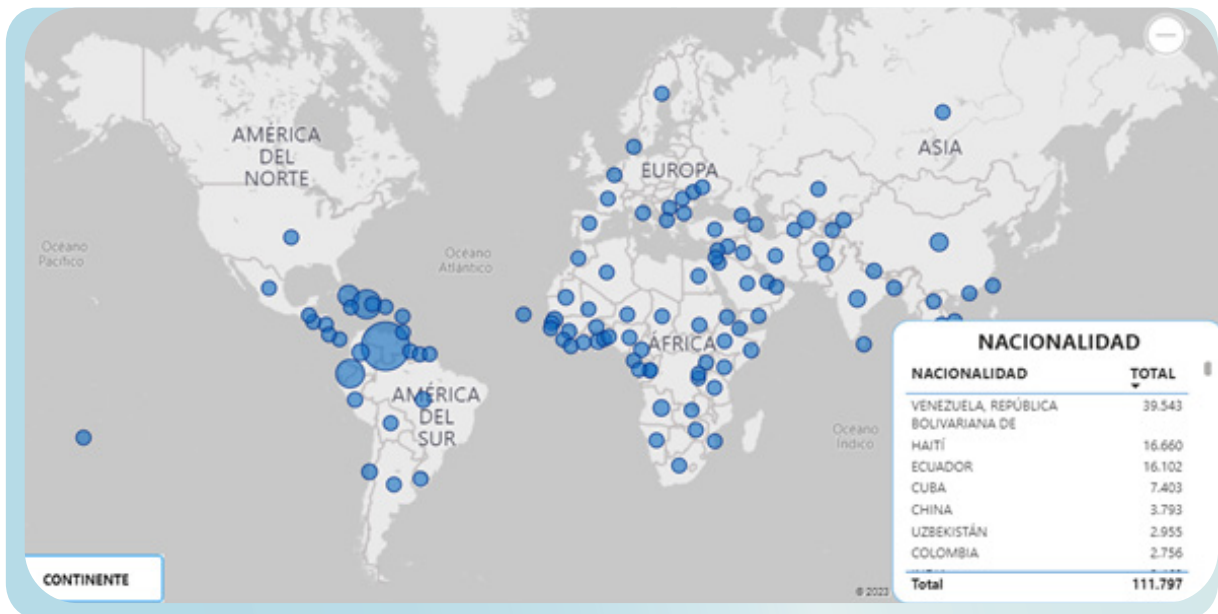 AMÉRICA
DEL
NORTE
EUROPA
ASIA
Océano
Pacífico
Océano
Atlántico
ÁFRICA
AMÉRICA
DEL
SUR
Océano
Índico
NACIONALIDAD
NACIONALIDAD TOTAL
VENEZUELA, REPÚBLICA 39.543
BOLIVARIANA DE
HAITÍ 16.660
ECUADOR 16.102
CUBA 7.403
CHINA 3.793
UZBEKISTÁN 2.955
COLOMBIA 2.756
Total 111.797
CONTINENTE
© 2023